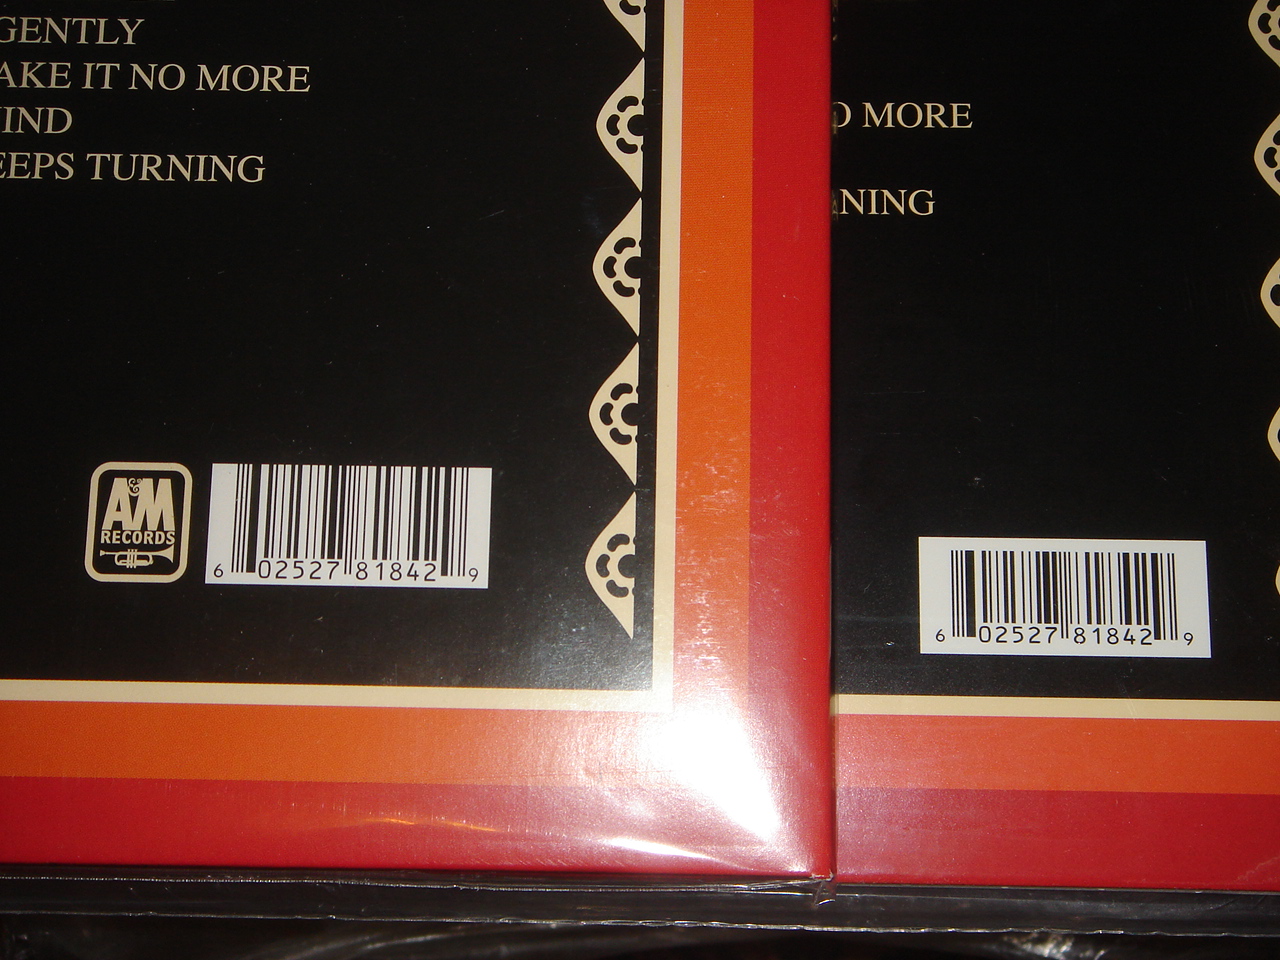 GENTLY
AKE IT NO MORE
IND
EEPS TURNING
A&M
RECORDS
6 02527 81842 9
O MORE
NING
6 02527 81842 9